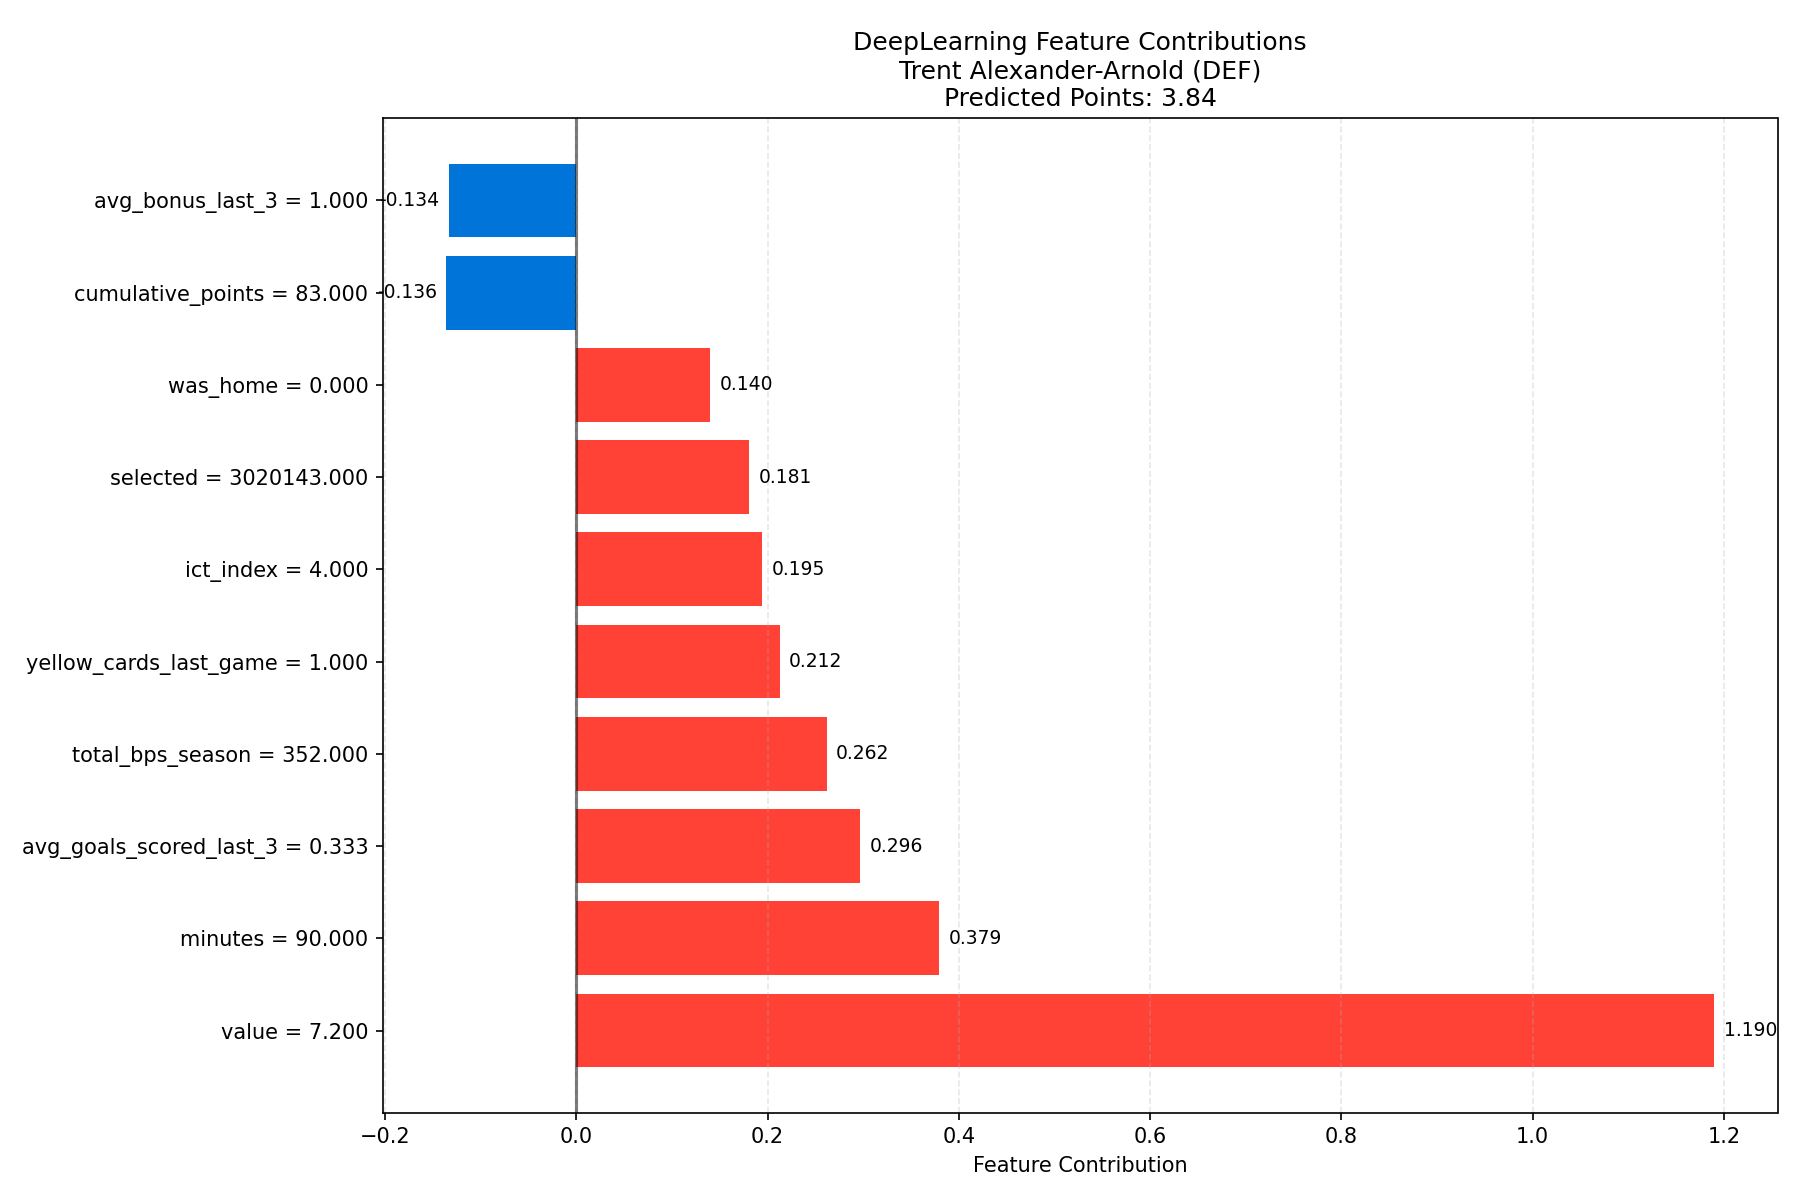 DeepLearning Feature Contributions
Trent Alexander-Arnold (DEF)
Predicted Points: 3.84
avg_bonus_last_3 = 1.000 -0.134
cumulative_points = 83.000 -0.136
was_home = 0.000 0.140
selected = 3020143.000 0.181
ict_index = 4.000 0.195
yellow_cards_last_game = 1.000 0.212
total_bps_season = 352.000 0.262
avg_goals_scored_last_3 = 0.333 0.296
minutes = 90.000 0.379
value = 7.200 1.190
−0.2 0.0 0.2 0.4 0.6 0.8 1.0 1.2
Feature Contribution